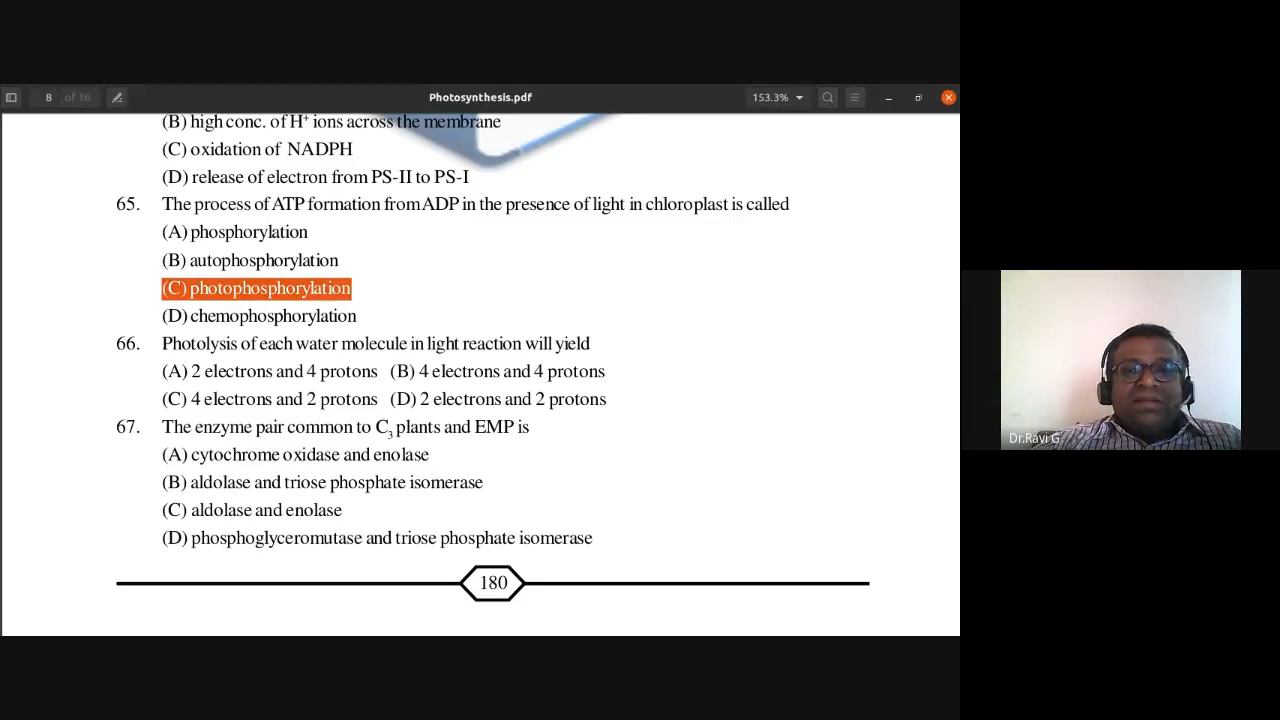 8 of 16
Photosynthesis.pdf
153.3%
(B) high conc. of H⁺ ions across the membrane
(C) oxidation of NADPH
(D) release of electron from PS-II to PS-I
65. The process of ATP formation from ADP in the presence of light in chloroplast is called
(A) phosphorylation
(B) autophosphorylation
(C) photophosphorylation
(D) chemophosphorylation
66. Photolysis of each water molecule in light reaction will yield
(A) 2 electrons and 4 protons (B) 4 electrons and 4 protons
(C) 4 electrons and 2 protons (D) 2 electrons and 2 protons
67. The enzyme pair common to C₃ plants and EMP is
(A) cytochrome oxidase and enolase
(B) aldolase and triose phosphate isomerase
(C) aldolase and enolase
(D) phosphoglyceromutase and triose phosphate isomerase
180
Dr.Ravi G